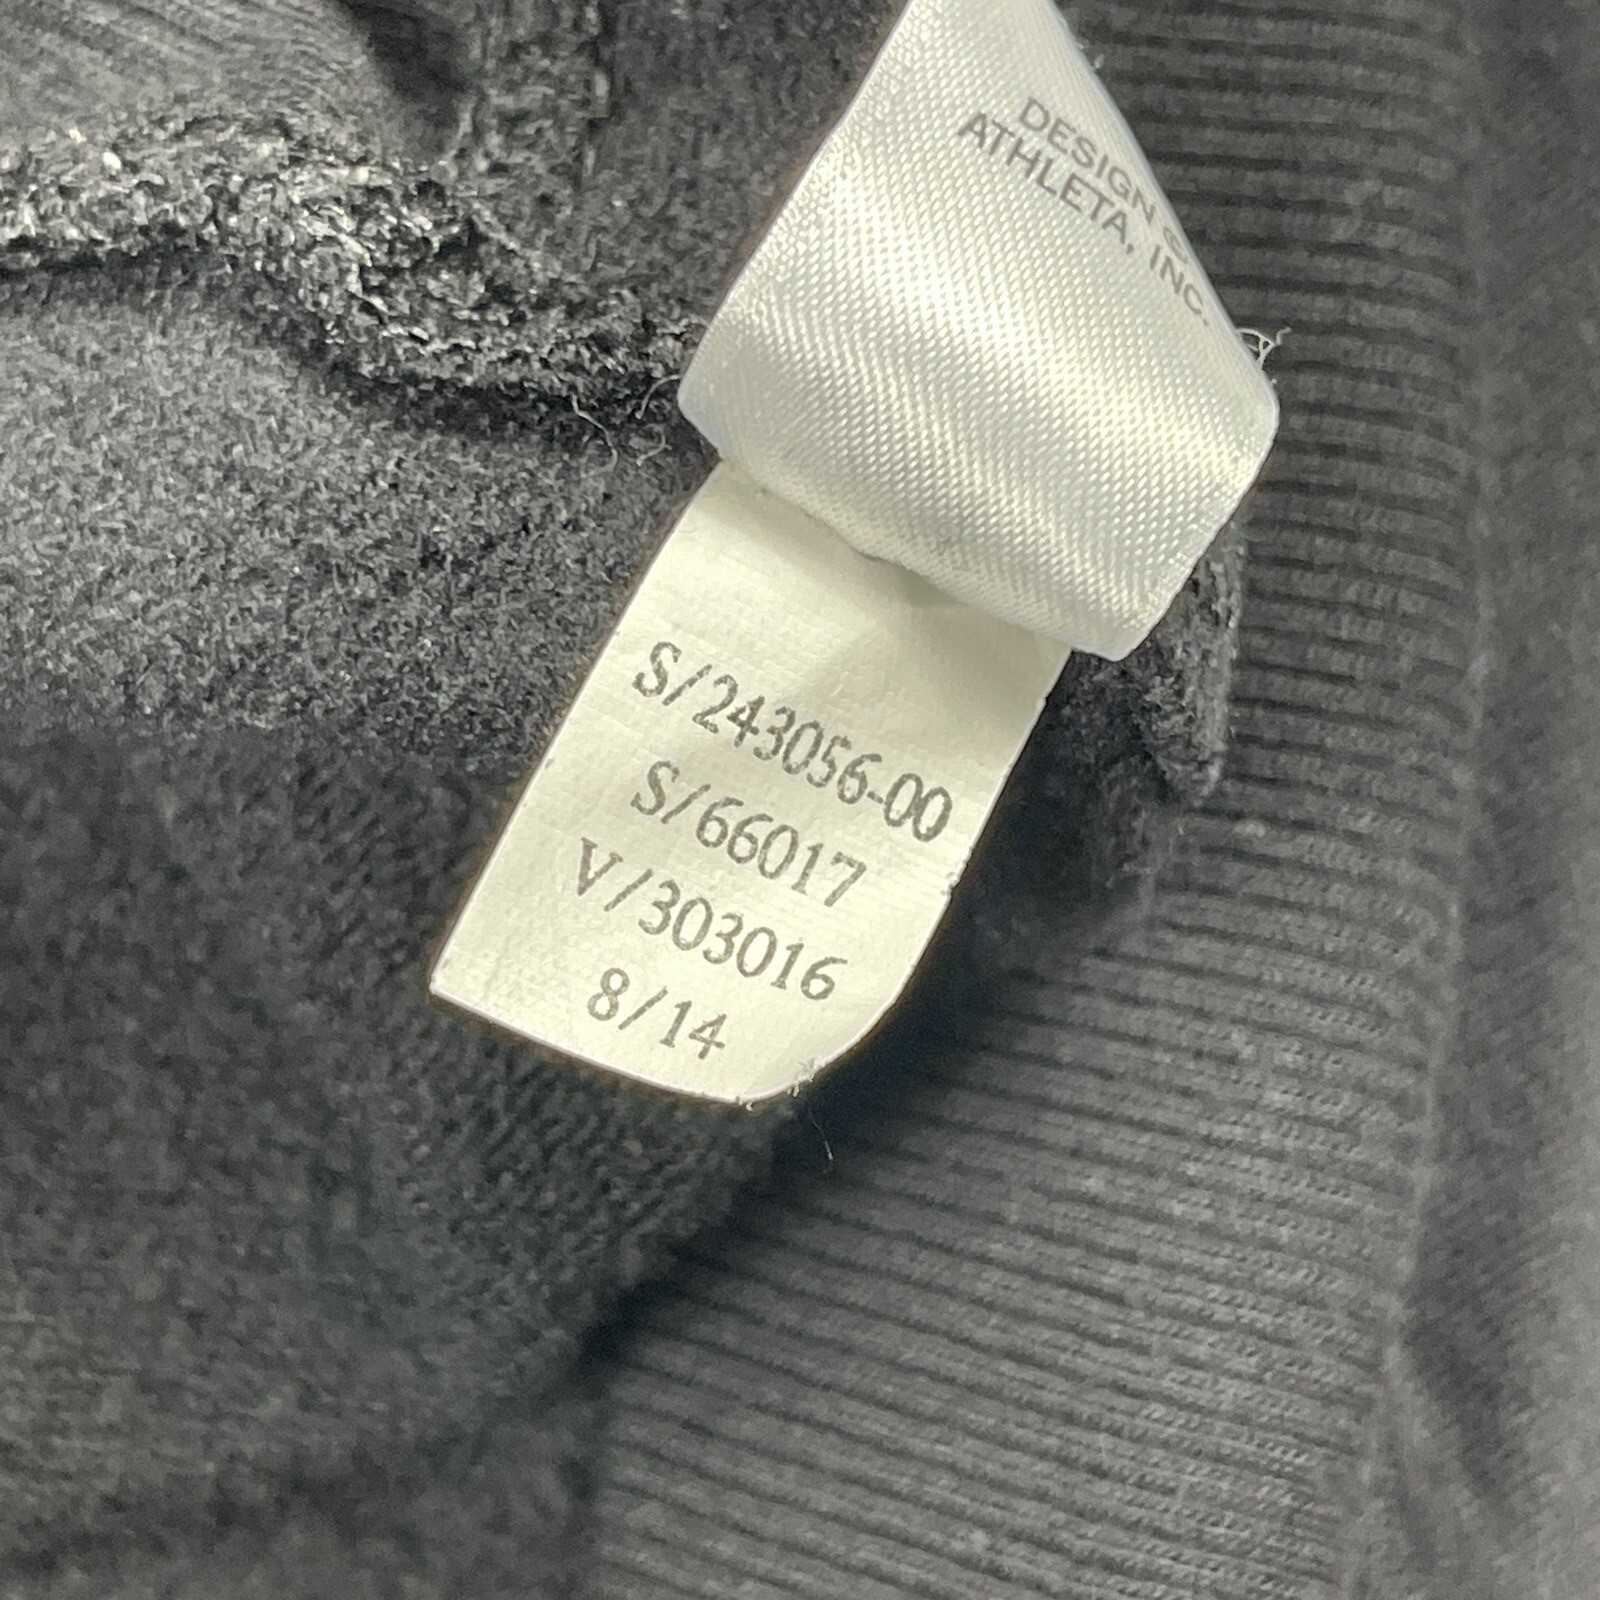 DESIGN
ATHLETA, INC.
S/243056-00
S/66017
V/303016
8/14